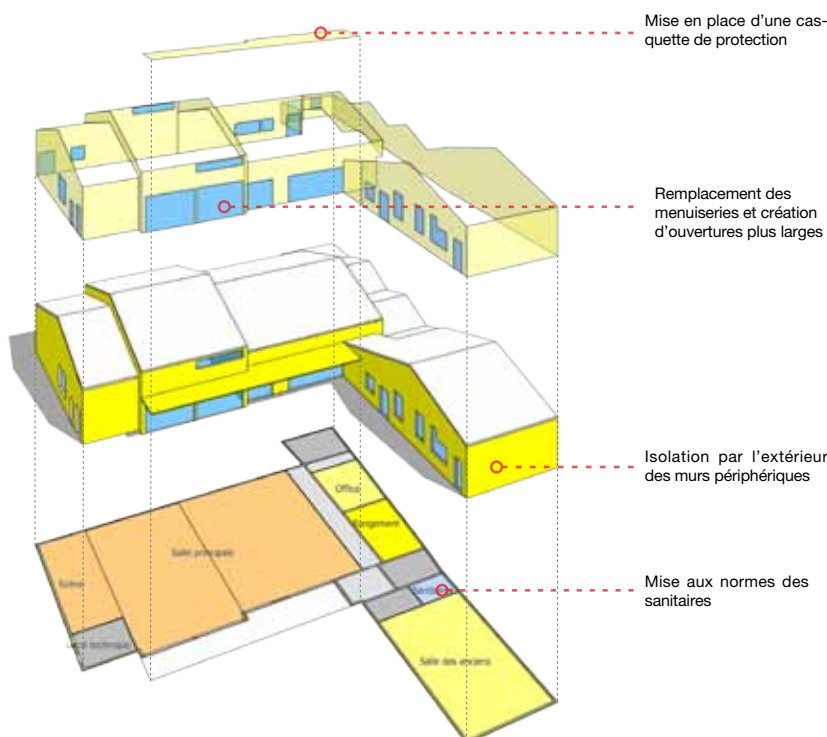 Mise en place d’une cas-
quette de protection
Remplacement des
menuiseries et création
d’ouvertures plus larges
Isolation par l’extérieur
des murs périphériques
Office
Rangement
Salle principale
Scène
Mise aux normes des
sanitaires
Local technique
Salle des anciens